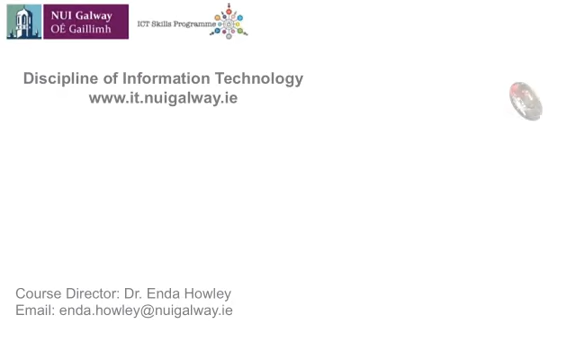 NUI Galway
OÉ Gaillimh
ICT Skills Programme
Discipline of Information Technology
www.it.nuigalway.ie
Course Director: Dr. Enda Howley
Email: enda.howley@nuigalway.ie